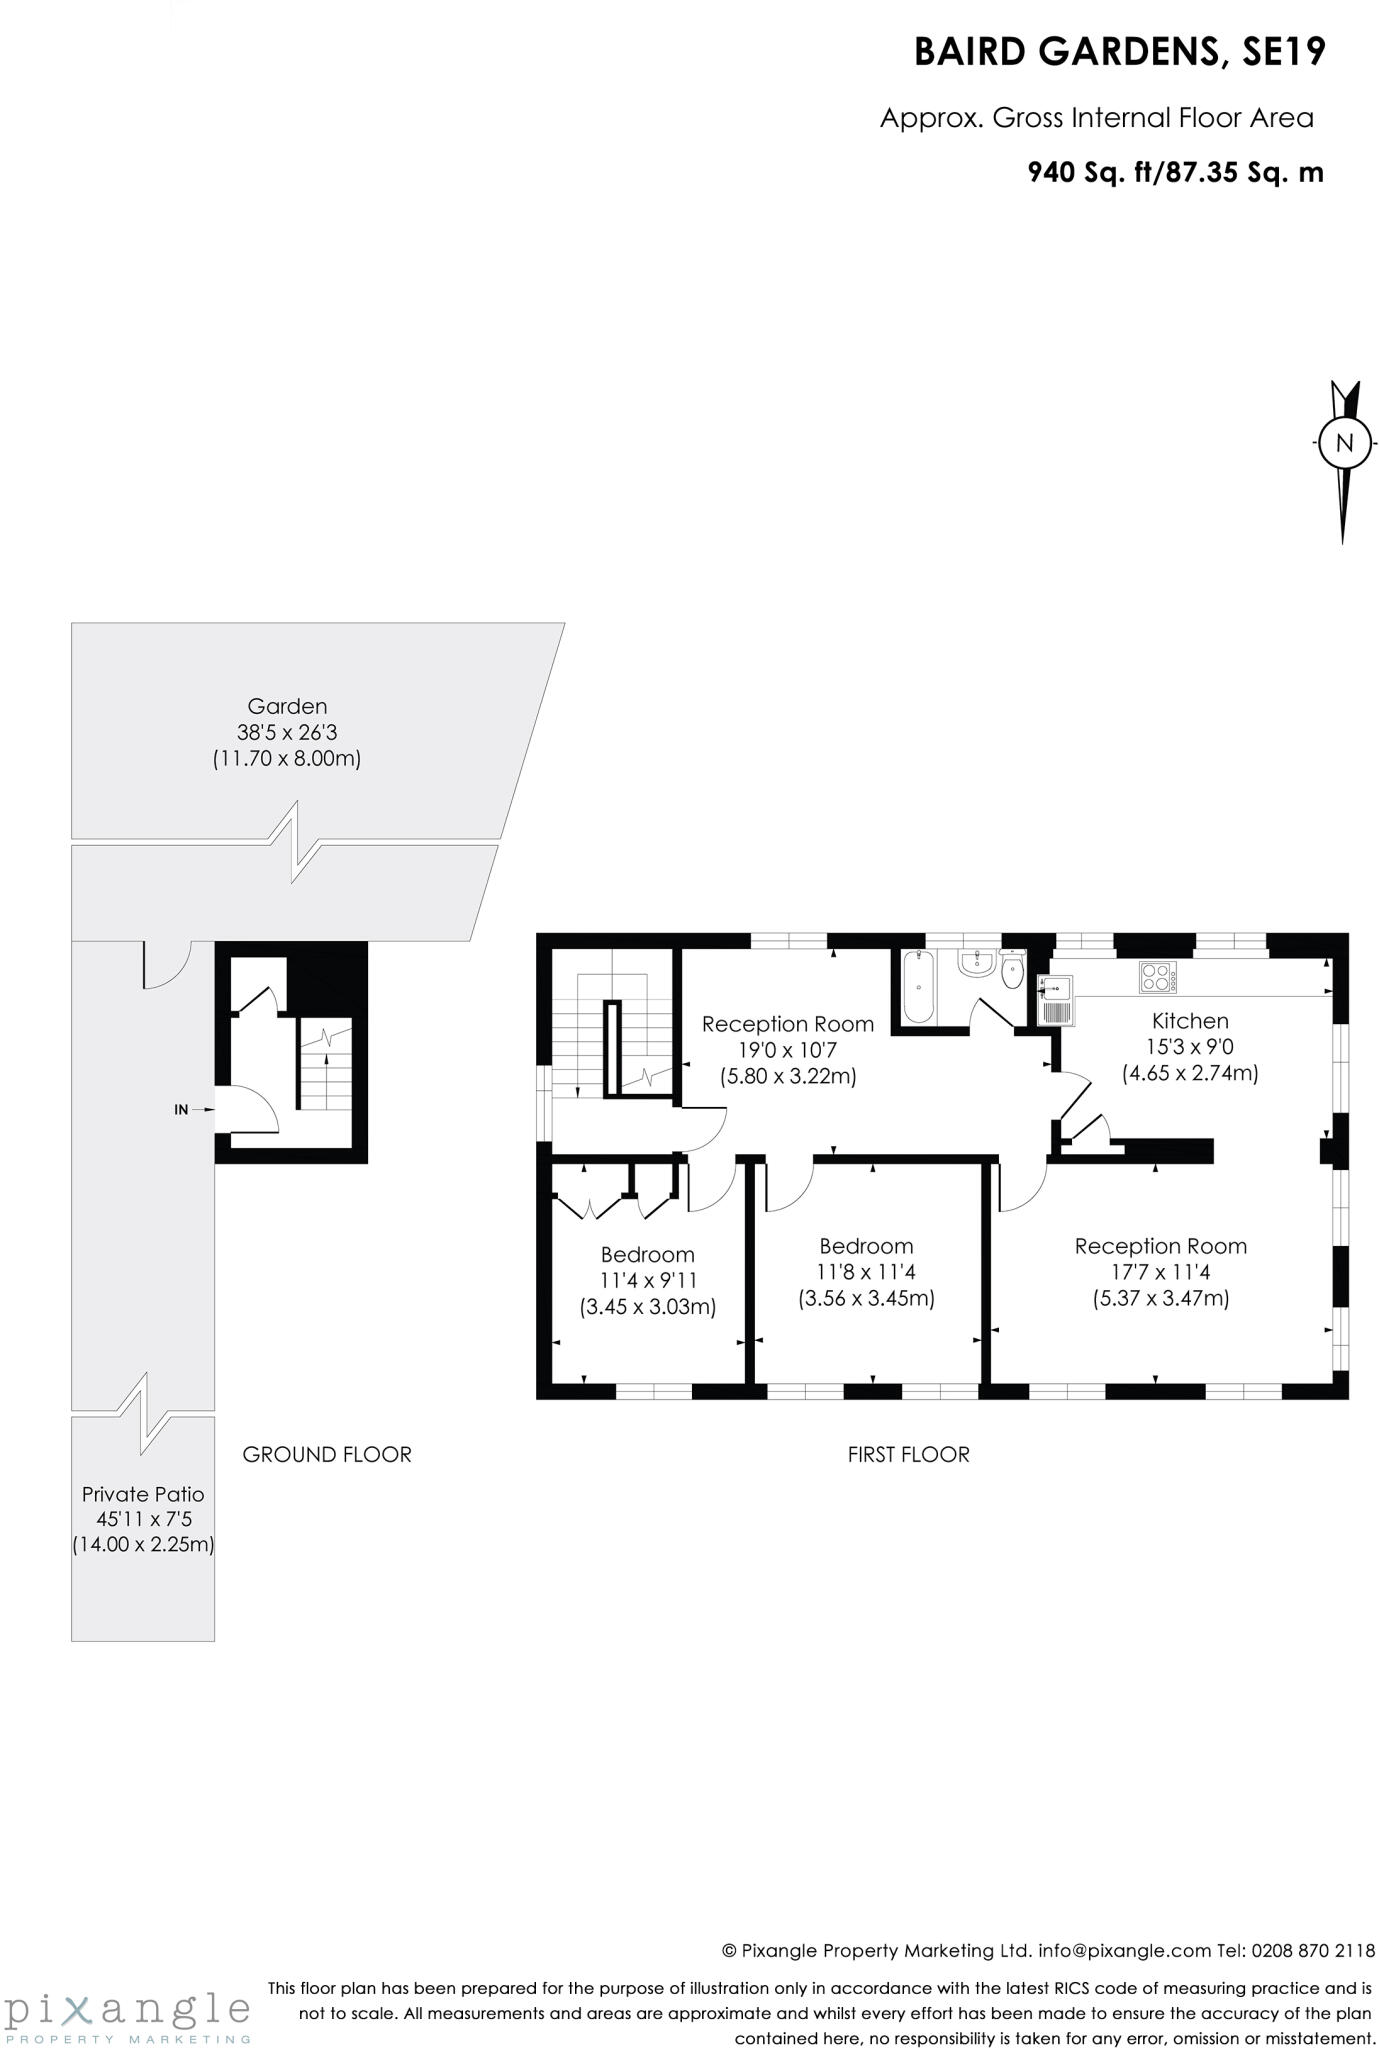 BAIRD GARDENS, SE19
Approx. Gross Internal Floor Area
940 Sq. ft/87.35 Sq. m
N
Garden
38'5 x 26'3
(11.70 x 8.00m)
IN
Reception Room
19'0 x 10'7
(5.80 x 3.22m)
Kitchen
15'3 x 9'0
(4.65 x 2.74m)
Bedroom
11'4 x 9'11
(3.45 x 3.03m)
Bedroom
11'8 x 11'4
(3.56 x 3.45m)
Reception Room
17'7 x 11'4
(5.37 x 3.47m)
GROUND FLOOR
FIRST FLOOR
Private Patio
45'11 x 7'5
(14.00 x 2.25m)
© Pixangle Property Marketing Ltd. info@pixangle.com Tel: 0208 870 2118
This floor plan has been prepared for the purpose of illustration only in accordance with the latest RICS code of measuring practice and is
not to scale. All measurements and areas are approximate and whilst every effort has been made to ensure the accuracy of the plan
contained here, no responsibility is taken for any error, omission or misstatement.
pixangle
PROPERTY MARKETING